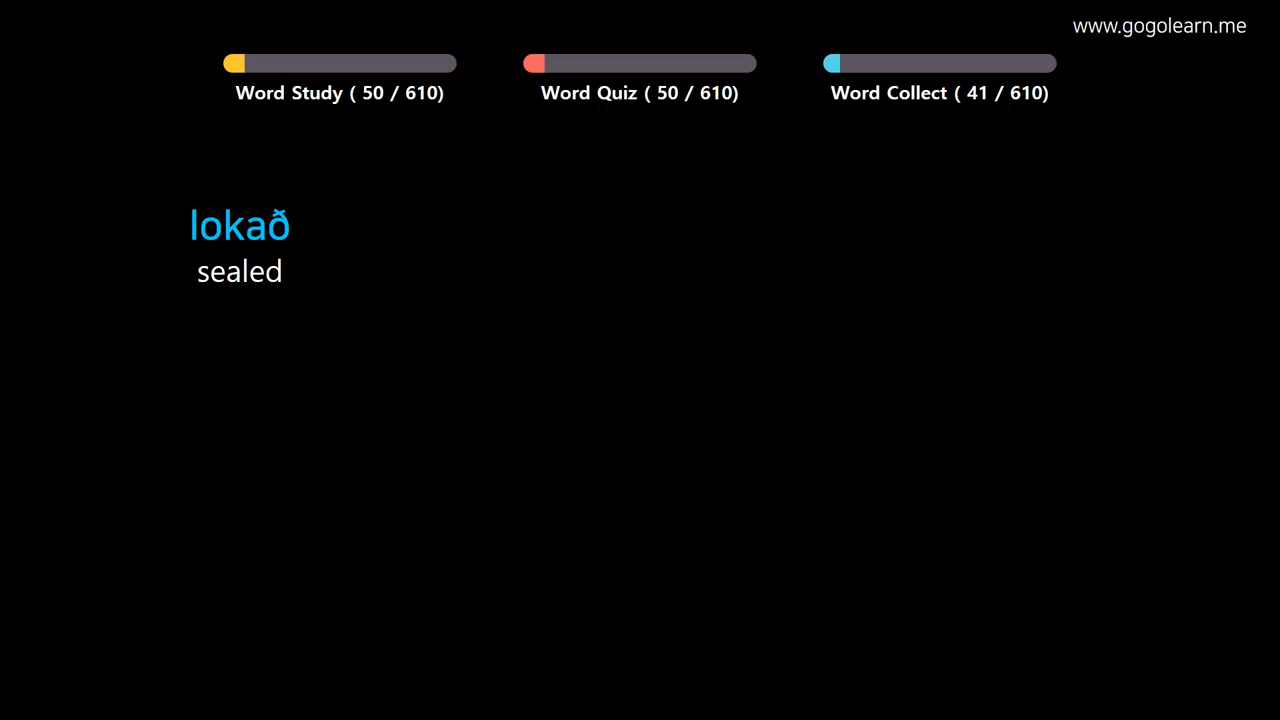 www.gogolearn.me
Word Study ( 50 / 610)
Word Quiz ( 50 / 610)
Word Collect ( 41 / 610)
lokað
sealed